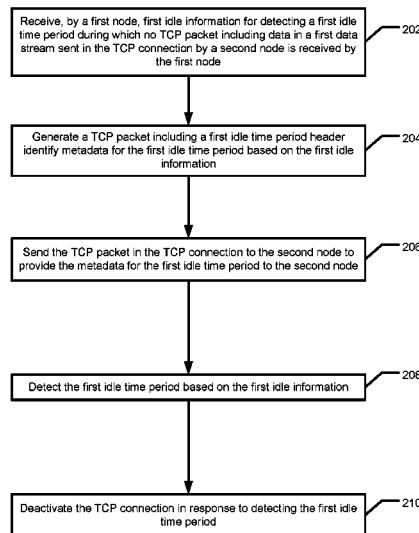 Receive, by a first node, first idle information for detecting a first idle
time period during which no TCP packet including data in a first data
stream sent in the TCP connection by a second node is received by
the first node
202
Generate a TCP packet including a first idle time period header
identify metadata for the first idle time period based on the first idle
information
204
Send the TCP packet in the TCP connection to the second node to
provide the metadata for the first idle time period to the second node
206
Detect the first idle time period based on the first idle information
208
Deactivate the TCP connection in response to detecting the first idle
time period
210